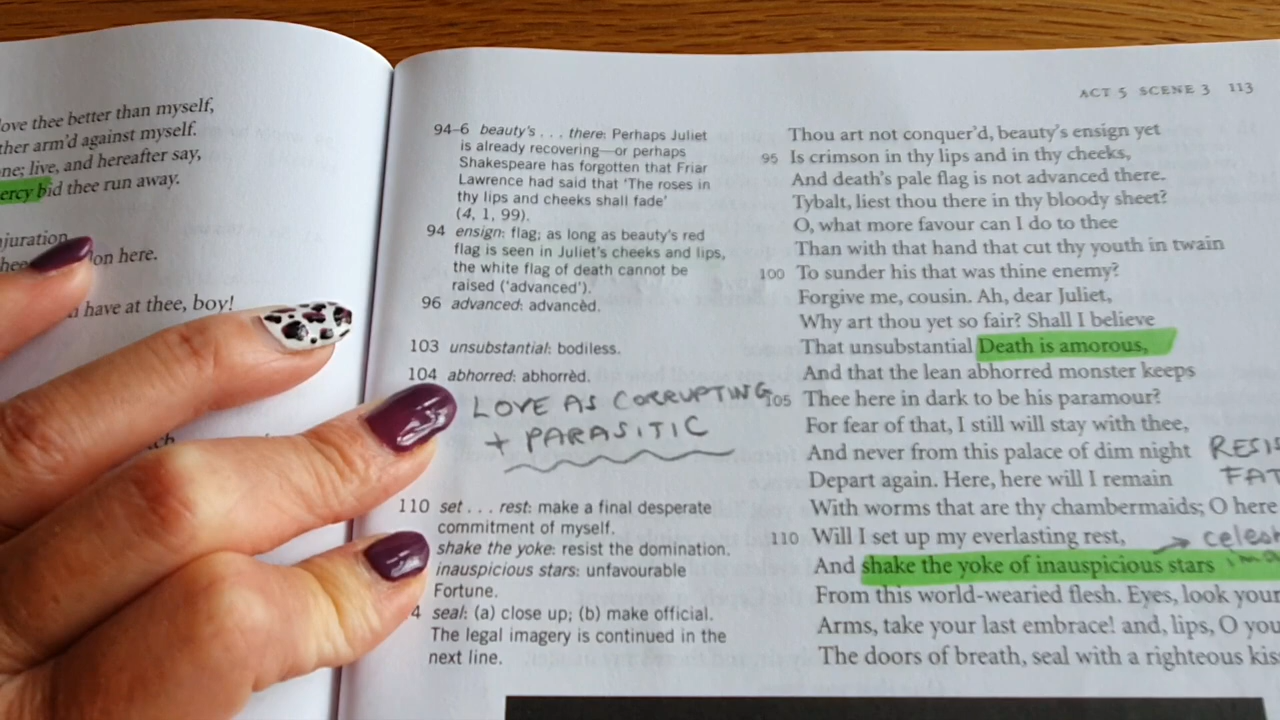 love thee better than myself,
ther arm'd against myself.
one; live, and hereafter say,
ercy bid thee run away.
njuration
hee on here.
have at thee, boy!
ACT 5 SCENE 3 113
94–6 beauty's . . . there: Perhaps Juliet
is already recovering—or perhaps
Shakespeare has forgotten that Friar
Lawrence had said that 'The roses in
thy lips and cheeks shall fade'
(4, 1, 99).
94 ensign: flag; as long as beauty's red
flag is seen in Juliet's cheeks and lips,
the white flag of death cannot be
raised ('advanced').
96 advanced: advancèd.
103 unsubstantial: bodiless.
104 abhorred: abhorrèd.
LOVE AS CORRUPTING
+ PARASITIC
110 set . . . rest: make a final desperate
commitment of myself.
shake the yoke: resist the domination.
inauspicious stars: unfavourable
Fortune.
4 seal: (a) close up; (b) make official.
The legal imagery is continued in the
next line.
Thou art not conquer'd, beauty's ensign yet
95 Is crimson in thy lips and in thy cheeks,
And death's pale flag is not advanced there.
Tybalt, liest thou there in thy bloody sheet?
O, what more favour can I do to thee
Than with that hand that cut thy youth in twain
100 To sunder his that was thine enemy?
Forgive me, cousin. Ah, dear Juliet,
Why art thou yet so fair? Shall I believe
That unsubstantial Death is amorous,
And that the lean abhorred monster keeps
105 Thee here in dark to be his paramour?
For fear of that, I still will stay with thee,
And never from this palace of dim night RESIS
Depart again. Here, here will I remain FAT
With worms that are thy chambermaids; O here
110 Will I set up my everlasting rest, → celest
And shake the yoke of inauspicious stars ima
From this world-wearied flesh. Eyes, look your
Arms, take your last embrace! and, lips, O you
The doors of breath, seal with a righteous kiss